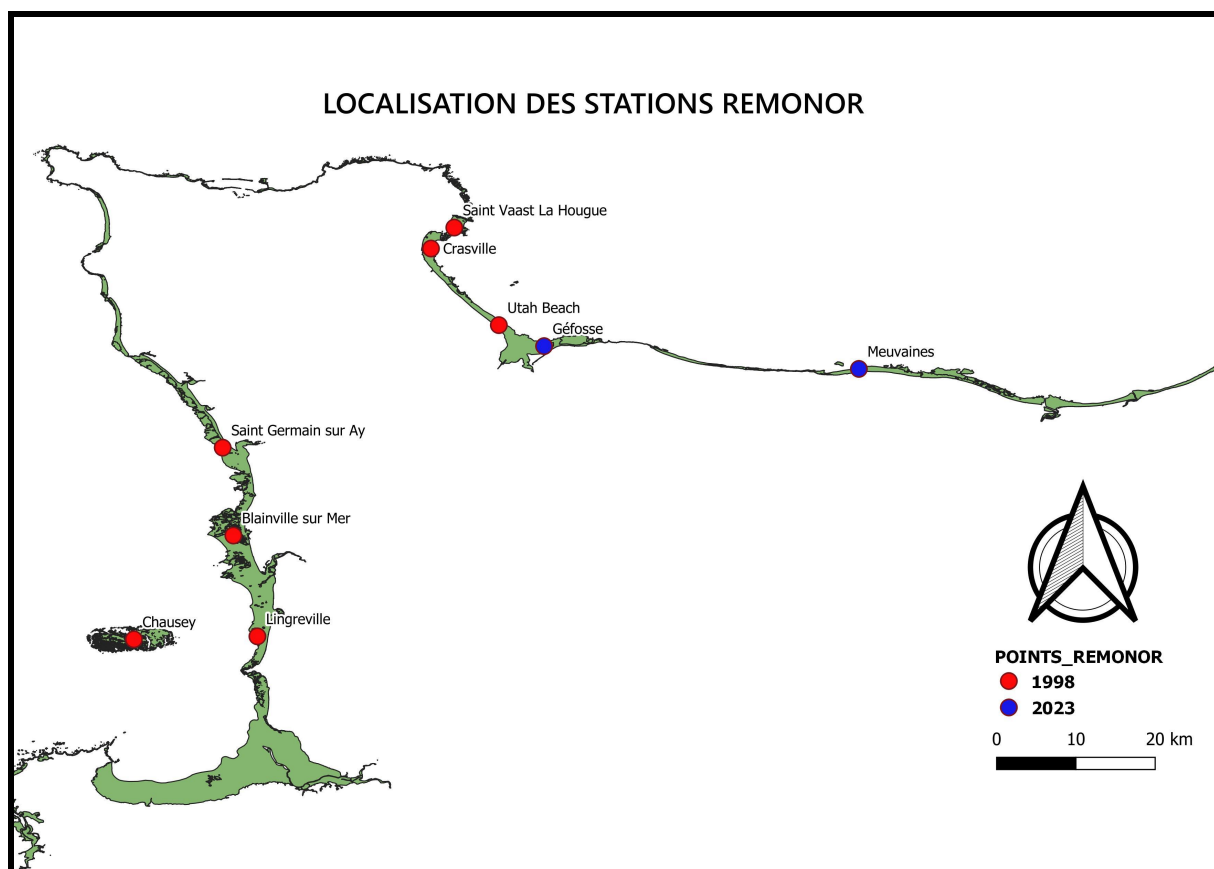 LOCALISATION DES STATIONS REMONOR
Saint Vaast La Hougue
Crasville
Utah Beach
Géfosse
Meuvaines
Saint Germain sur Ay
Blainville sur Mer
Chausey
Lingreville
POINTS_REMONOR
1998
2023
0 10 20 km